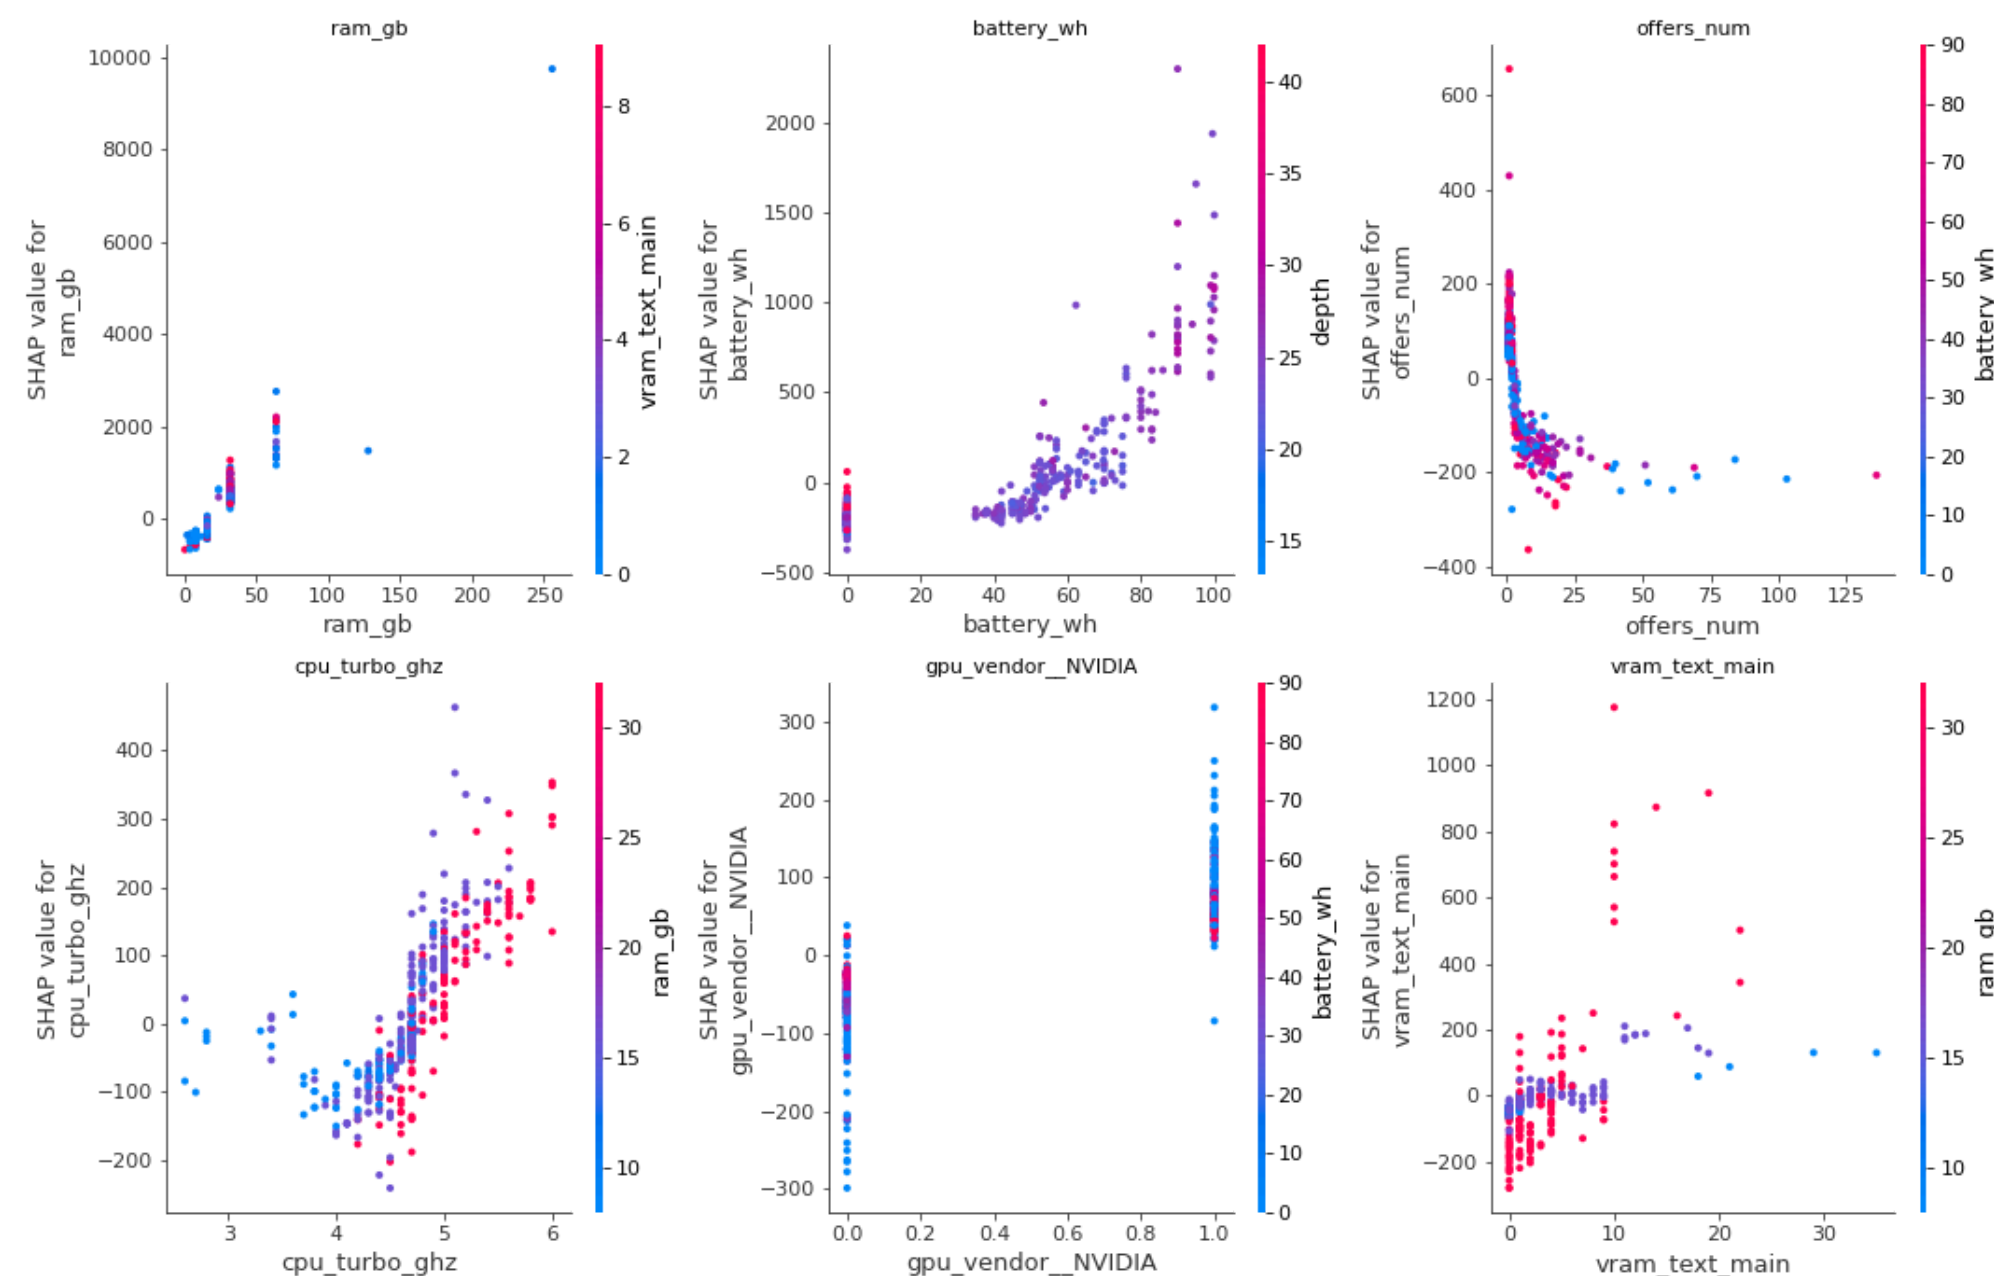 ram_gb
10000
8000
6000
4000
2000
0
SHAP value for
ram_gb
0 50 100 150 200 250
ram_gb
8
6
4
2
0
vram_text_main
battery_wh
2000
1500
1000
500
0
−500
SHAP value for
battery_wh
0 20 40 60 80 100
battery_wh
40
35
30
25
20
15
depth
offers_num
600
400
200
0
−200
−400
SHAP value for
offers_num
0 25 50 75 100 125
offers_num
90
80
70
60
50
40
30
20
10
0
battery_wh
cpu_turbo_ghz
400
300
200
100
0
−100
−200
SHAP value for
cpu_turbo_ghz
3 4 5 6
cpu_turbo_ghz
30
25
20
15
10
ram_gb
gpu_vendor__NVIDIA
300
200
100
0
−100
−200
−300
SHAP value for
gpu_vendor__NVIDIA
0.0 0.2 0.4 0.6 0.8 1.0
gpu_vendor__NVIDIA
90
80
70
60
50
40
30
20
10
0
battery_wh
vram_text_main
1200
1000
800
600
400
200
0
−200
SHAP value for
vram_text_main
0 10 20 30
vram_text_main
30
25
20
15
10
ram_gb